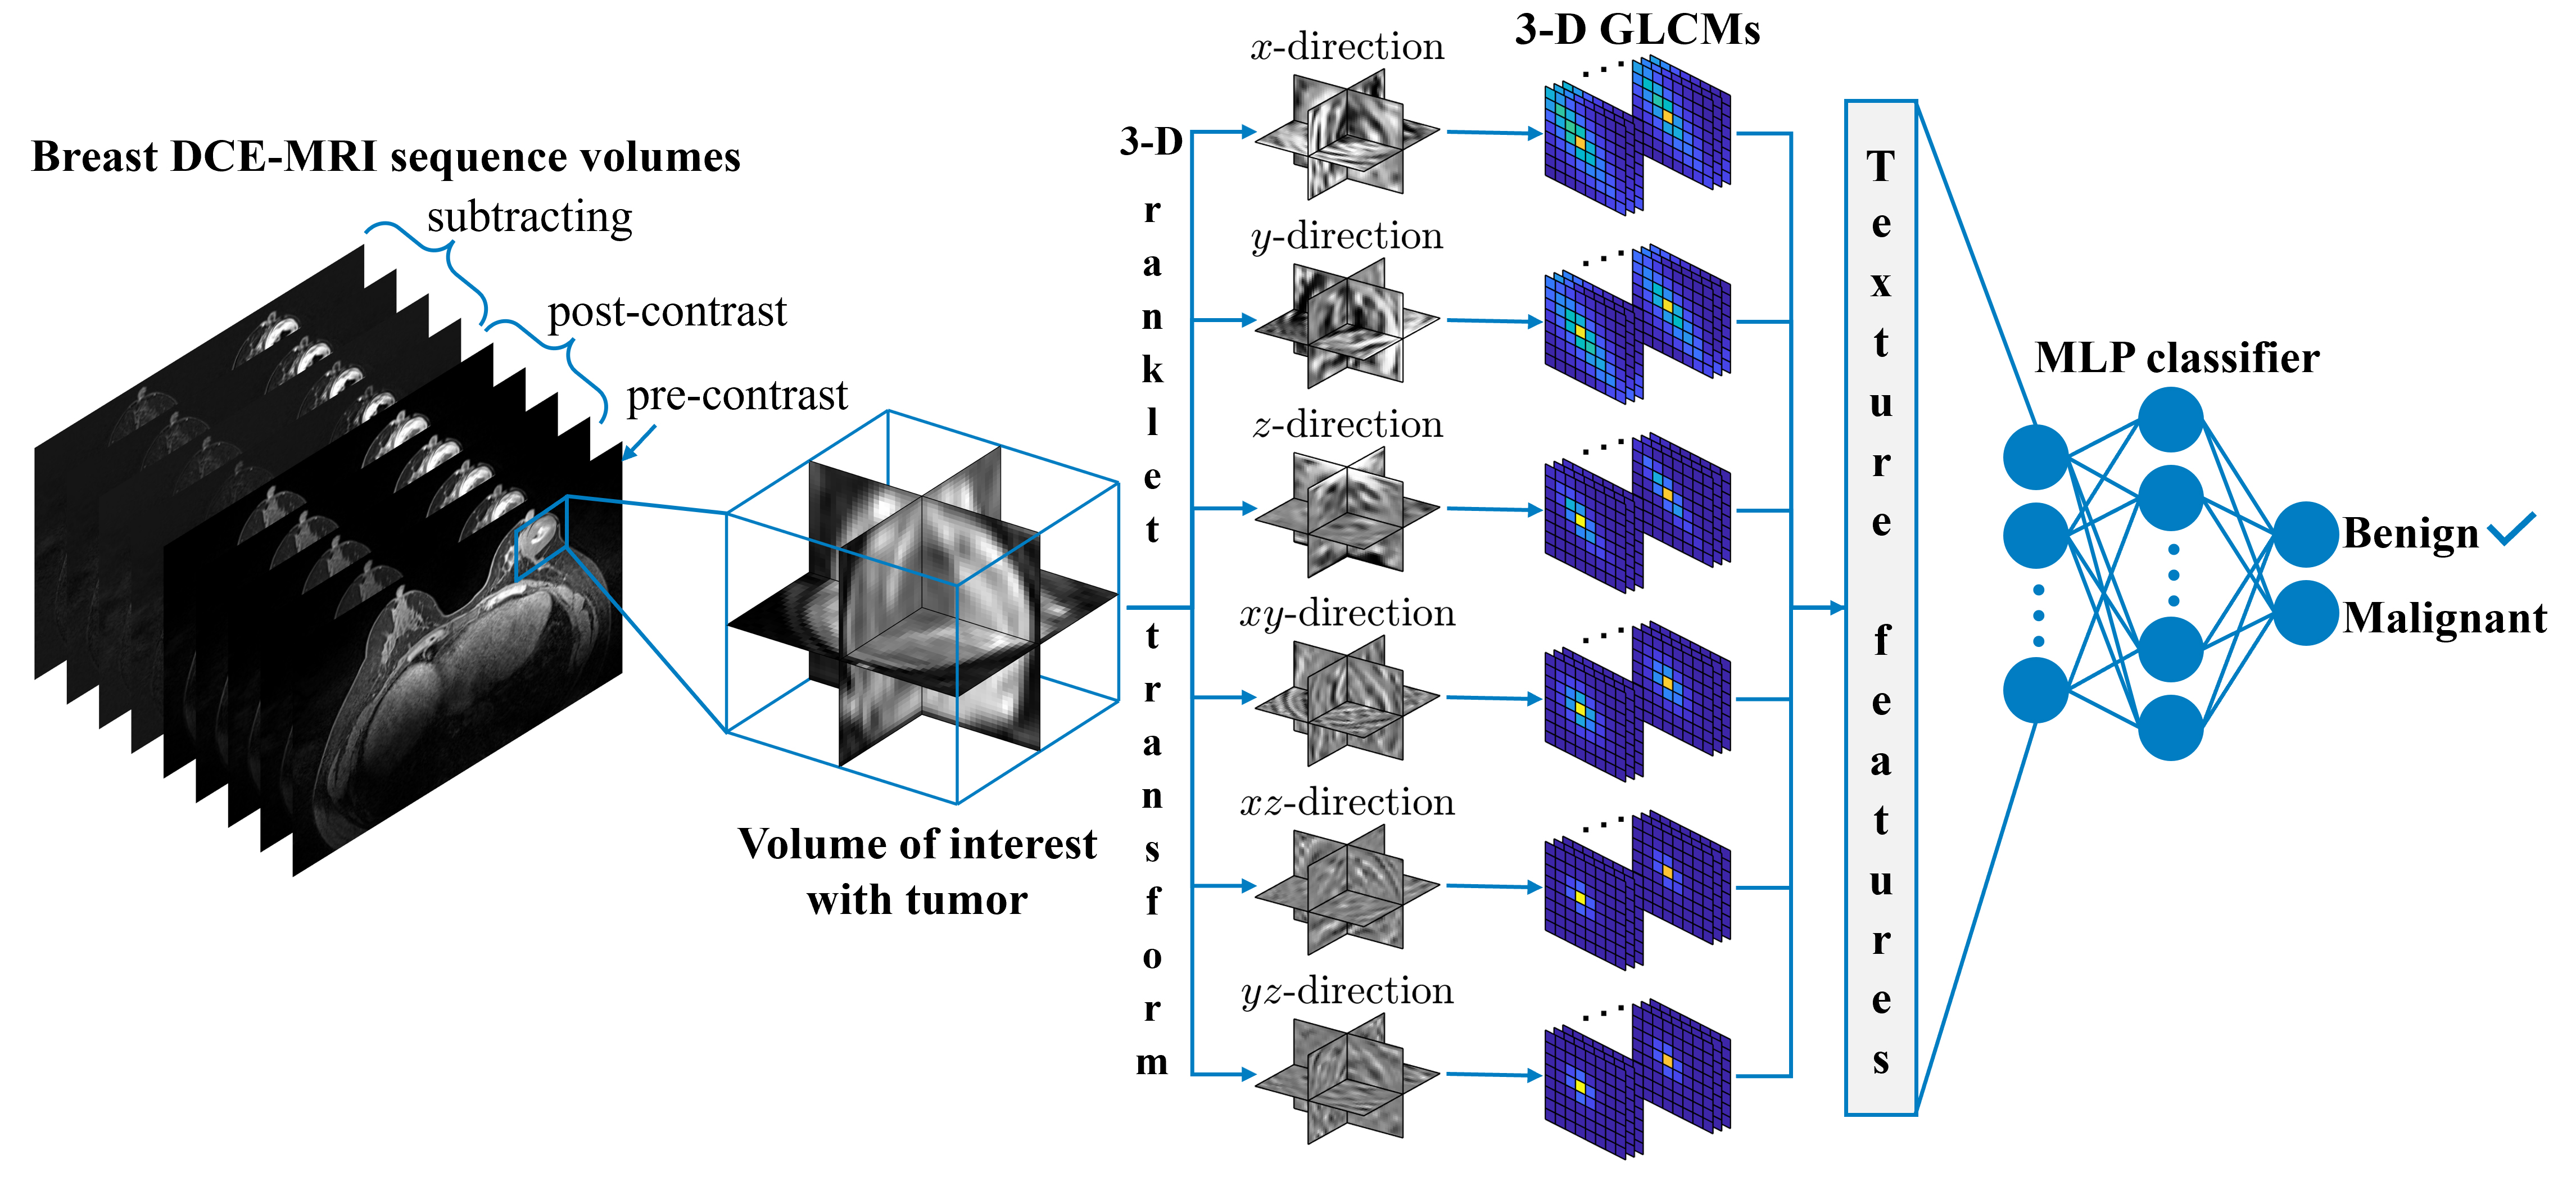 Breast DCE-MRI sequence volumes
subtracting
post-contrast
pre-contrast
Volume of interest
with tumor
3-D
ranklet
transform
x-direction
y-direction
z-direction
xy-direction
xz-direction
yz-direction
3-D GLCMs
Texture features
MLP classifier
Benign
Malignant